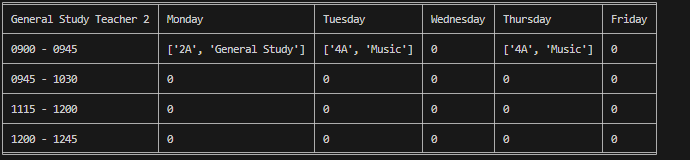 General Study Teacher 2 Monday Tuesday Wednesday Thursday Friday
0900 - 0945 ['2A', 'General Study'] ['4A', 'Music'] 0 ['4A', 'Music'] 0
0945 - 1030 0 0 0 0 0
1115 - 1200 0 0 0 0 0
1200 - 1245 0 0 0 0 0